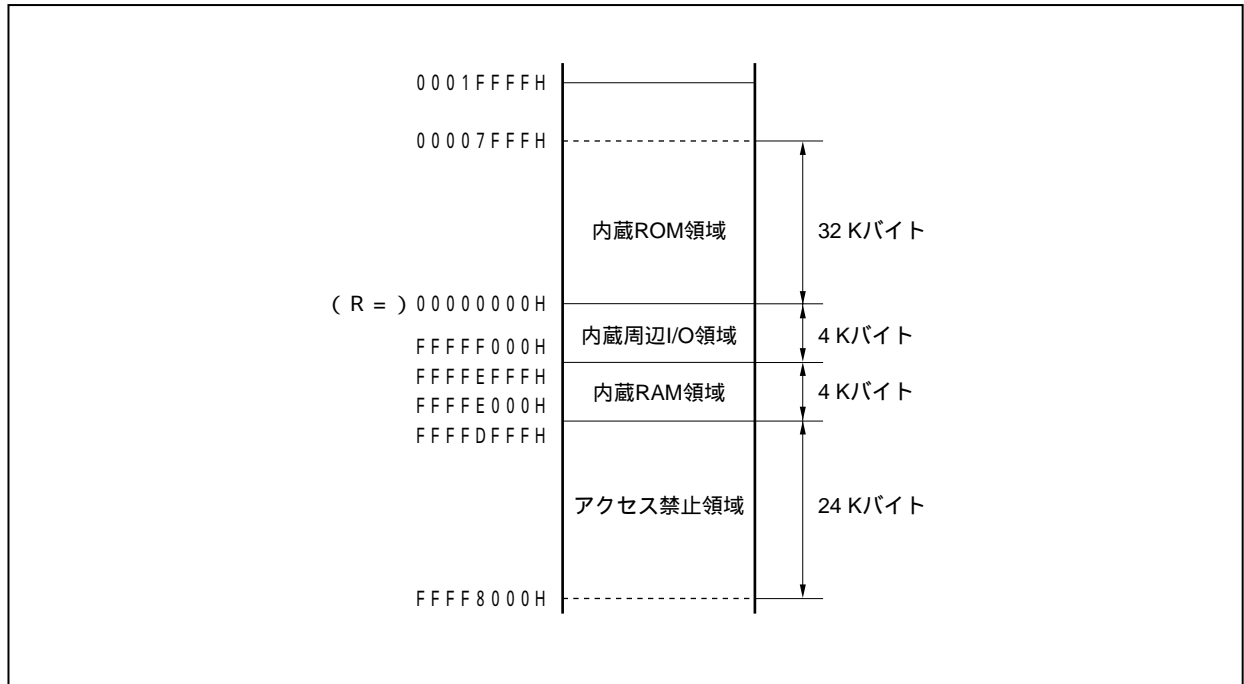 0001FFFFH
00007FFFH
内蔵ROM領域 32 Kバイト
(R=)00000000H
内蔵周辺I/O領域 4 Kバイト
FFFFF000H
FFFFEFFFH
内蔵RAM領域 4 Kバイト
FFFFE000H
FFFFDFFFH
アクセス禁止領域 24 Kバイト
FFFF8000H